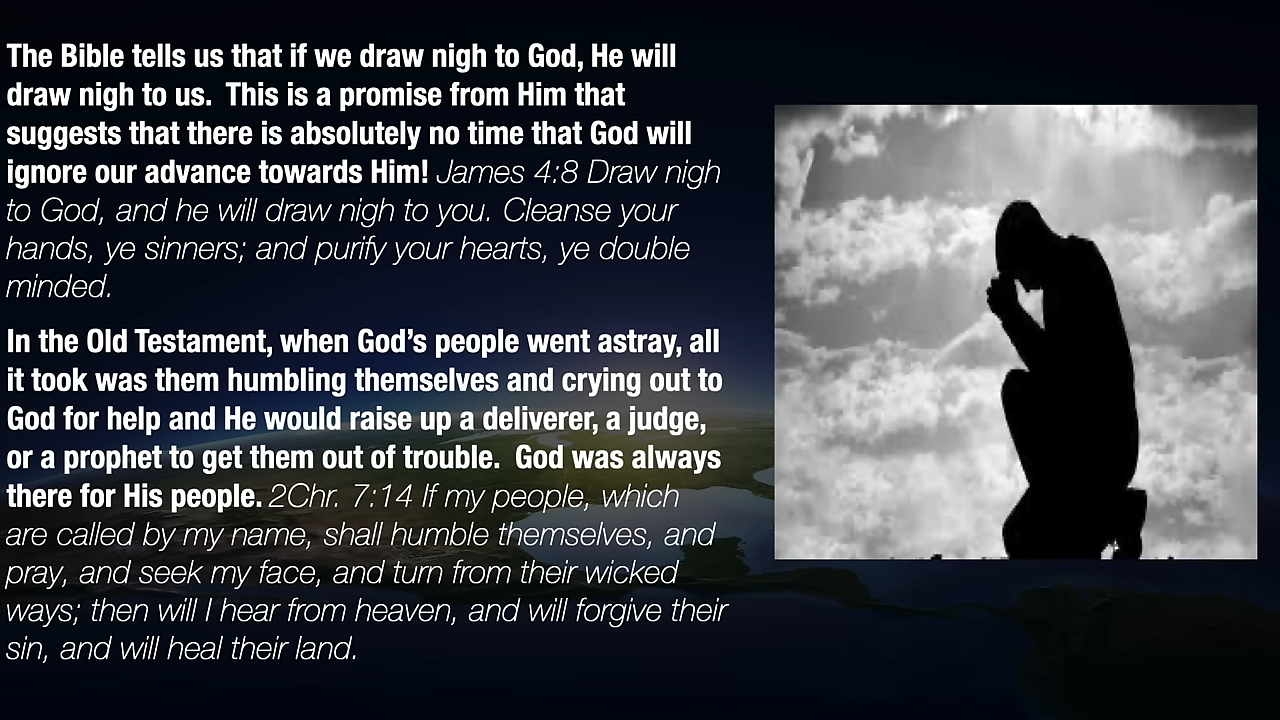 The Bible tells us that if we draw nigh to God, He will
draw nigh to us.  This is a promise from Him that
suggests that there is absolutely no time that God will
ignore our advance towards Him! James 4:8 Draw nigh
to God, and he will draw nigh to you. Cleanse your
hands, ye sinners; and purify your hearts, ye double
minded.
In the Old Testament, when God’s people went astray, all
it took was them humbling themselves and crying out to
God for help and He would raise up a deliverer, a judge,
or a prophet to get them out of trouble.  God was always
there for His people. 2Chr. 7:14 If my people, which
are called by my name, shall humble themselves, and
pray, and seek my face, and turn from their wicked
ways; then will I hear from heaven, and will forgive their
sin, and will heal their land.